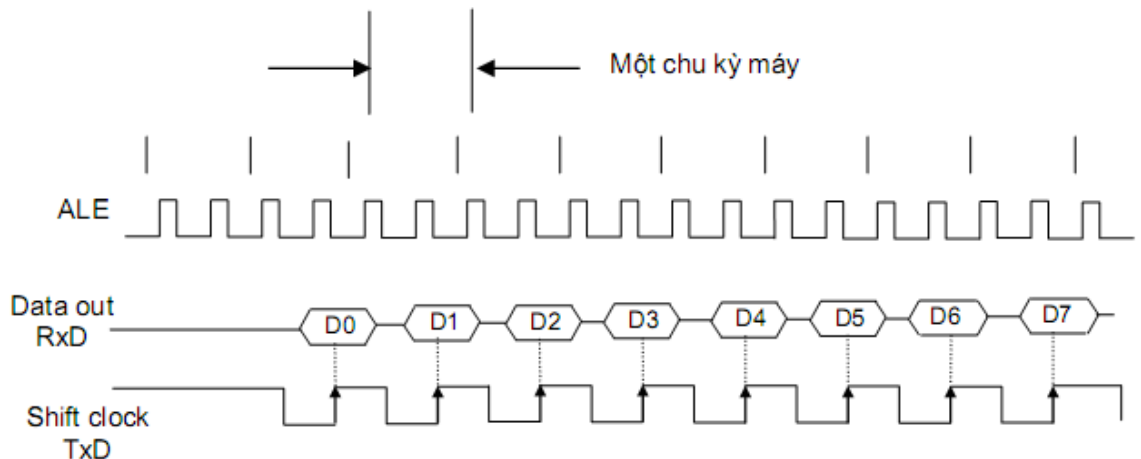 Một chu kỳ máy
ALE
Data out
RxD
D0 D1 D2 D3 D4 D5 D6 D7
Shift clock
TxD